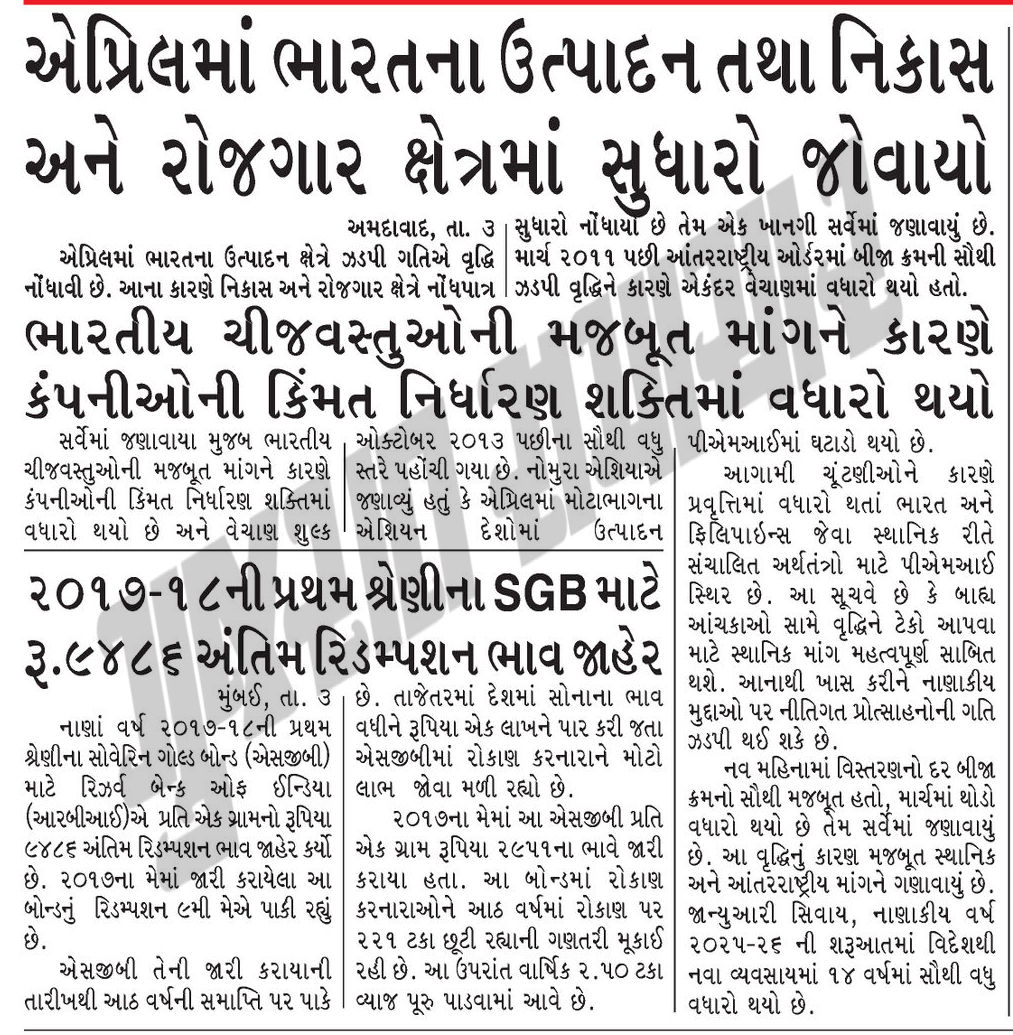 એપ્રિલમાં ભારતના ઉત્પાદન તથા નિકાસ
અને રોજગાર ક્ષેત્રમાં સુધારો જોવાયો
અમદાવાદ, તા. ૩
એપ્રિલમાં ભારતના ઉત્પાદન ક્ષેત્રે ઝડપી ગતિએ વૃદ્ધિ
નોંધાવી છે. આના કારણે નિકાસ અને રોજગાર ક્ષેત્રે નોંધપાત્ર
સુધારો નોંધાયો છે તેમ એક ખાનગી સર્વેમાં જણાવાયું છે.
માર્ચ ૨૦૧૧ પછી આંતરરાષ્ટ્રીય ઓર્ડરમાં બીજા ક્રમની સૌથી
ઝડપી વૃદ્ધિને કારણે એકંદર વેચાણમાં વધારો થયો હતો.
ભારતીય ચીજવસ્તુઓની મજબૂત માંગને કારણે
કંપનીઓની કિંમત નિર્ધારણ શક્તિમાં વધારો થયો
સર્વેમાં જણાવાયા મુજબ ભારતીય
ચીજવસ્તુઓની મજબૂત માંગને કારણે
કંપનીઓની કિંમત નિર્ધારણ શક્તિમાં
વધારો થયો છે અને વેચાણ શુલ્ક
ઓક્ટોબર ૨૦૧૩ પછીના સૌથી વધુ
સ્તરે પહોંચી ગયા છે. નોમુરા એશિયાએ
જણાવ્યું હતું કે એપ્રિલમાં મોટાભાગના
એશિયન દેશોમાં ઉત્પાદન
પીએમઆઈમાં ઘટાડો થયો છે.
આગામી ચૂંટણીઓને કારણે
પ્રવૃત્તિમાં વધારો થતાં ભારત અને
ફિલિપાઇન્સ જેવા સ્થાનિક રીતે
સંચાલિત અર્થતંત્રો માટે પીએમઆઈ
સ્થિર છે. આ સૂચવે છે કે બાહ્ય
આંચકાઓ સામે વૃદ્ધિને ટેકો આપવા
માટે સ્થાનિક માંગ મહત્વપૂર્ણ સાબિત
થશે. આનાથી ખાસ કરીને નાણાકીય
મુદ્દાઓ પર નીતિગત પ્રોત્સાહનોની ગતિ
ઝડપી થઈ શકે છે.
નવ મહિનામાં વિસ્તરણનો દર બીજા
ક્રમનો સૌથી મજબૂત હતો, માર્ચમાં થોડો
વધારો થયો છે તેમ સર્વેમાં જણાવાયું
છે. આ વૃદ્ધિનું કારણ મજબૂત સ્થાનિક
અને આંતરરાષ્ટ્રીય માંગને ગણાવાયું છે.
જાન્યુઆરી સિવાય, નાણાકીય વર્ષ
૨૦૨૫-૨૬ ની શરૂઆતમાં વિદેશથી
નવા વ્યવસાયમાં ૧૪ વર્ષમાં સૌથી વધુ
વધારો થયો છે.
૨૦૧૭-૧૮ની પ્રથમ શ્રેણીના SGB માટે
રૂ.૯૪૮૬ અંતિમ રિડમ્પશન ભાવ જાહેર
મુંબઈ, તા. ૩
નાણાં વર્ષ ૨૦૧૭-૧૮ની પ્રથમ
શ્રેણીના સોવેરિન ગોલ્ડ બોન્ડ (એસજીબી)
માટે રિઝર્વ બેન્ક ઓફ ઈન્ડિયા
(આરબીઆઈ)એ પ્રતિ એક ગ્રામનો રૂપિયા
૯૪૮૬ અંતિમ રિડમ્પશન ભાવ જાહેર કર્યો
છે. ૨૦૧૭ના મેમાં જારી કરાયેલા આ
બોન્ડનું રિડમ્પશન ૯મી મેએ પાકી રહ્યું
છે.
એસજીબી તેની જારી કરાયાની
તારીખથી આઠ વર્ષની સમાપ્તિ પર પાકે
છે. તાજેતરમાં દેશમાં સોનાના ભાવ
વધીને રૂપિયા એક લાખને પાર કરી જતા
એસજીબીમાં રોકાણ કરનારાને મોટો
લાભ જોવા મળી રહ્યો છે.
૨૦૧૭ના મેમાં આ એસજીબી પ્રતિ
એક ગ્રામ રૂપિયા ૨૯૫૧ના ભાવે જારી
કરાયા હતા. આ બોન્ડમાં રોકાણ
કરનારાઓને આઠ વર્ષમાં રોકાણ પર
૨૨૧ ટકા છૂટી રહ્યાની ગણતરી મૂકાઈ
રહી છે. આ ઉપરાંત વાર્ષિક ૨.૫૦ ટકા
વ્યાજ પૂરુ પાડવામાં આવે છે.
ગુજરાત સમાચાર